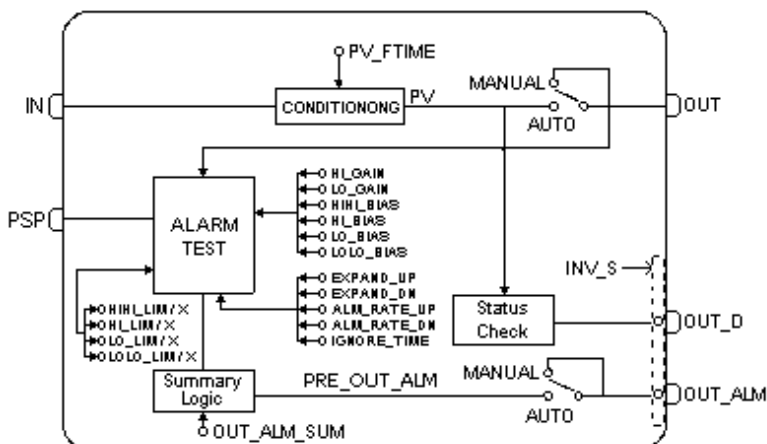 PV_FTIME
MANUAL
IN
CONDITIONONG
PV
OUT
AUTO
HI_GAIN
LO_GAIN
HIHI_BIAS
HI_BIAS
LO_BIAS
LOLO_BIAS
PSP
ALARM
TEST
INV_S
EXPAND_UP
EXPAND_DN
ALM_RATE_UP
ALM_RATE_DN
IGNORE_TIME
HIHI_LIM/X
HI_LIM/X
LO_LIM/X
LOLO_LIM/X
Status
Check
OUT_D
Summary
Logic
PRE_OUT_ALM
MANUAL
AUTO
OUT_ALM
OUT_ALM_SUM